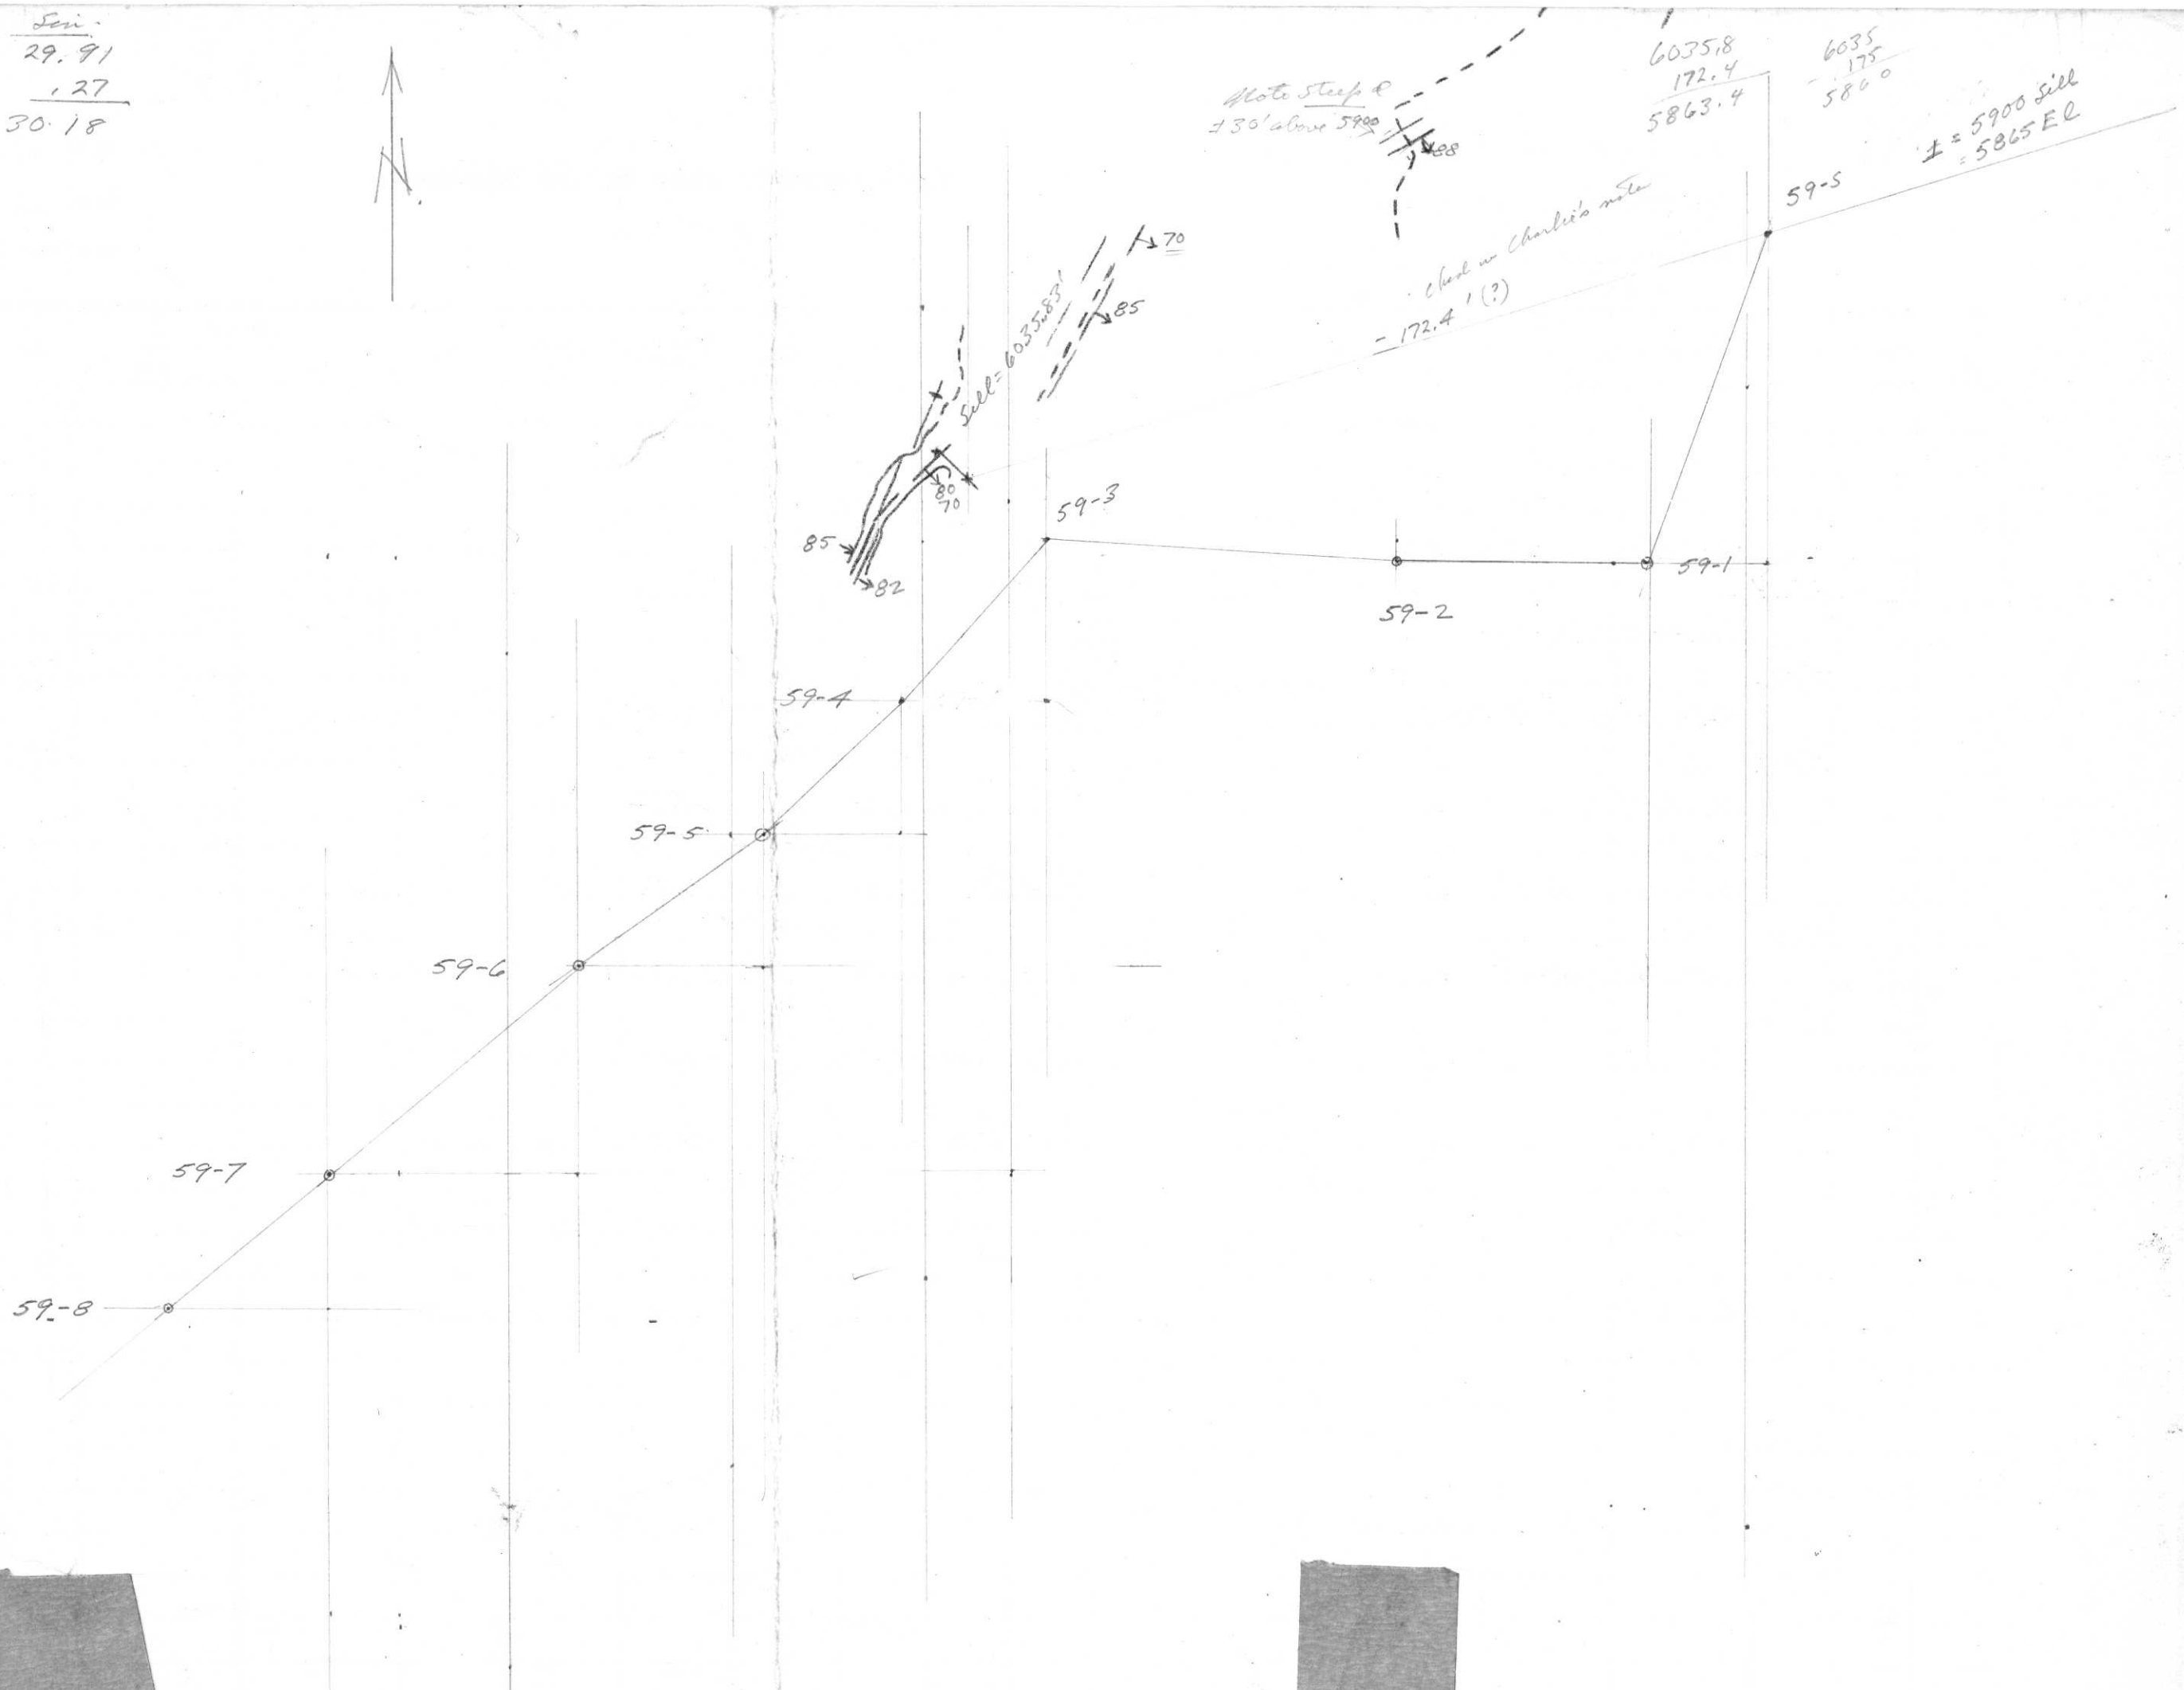 29.91
.27
30.18
N.
6035.8
172.4
5863.4
6035
175
5860
Note Steep
±30' above 5900
88
± = 5900 Sill
= 5865 El
59-S
check w Charlie's notes
- 172.4' (?)
70
85
Sill = 6035.83'
80
70
85
82
59-3
59-1
59-2
59-4
59-5
59-6
59-7
59-8